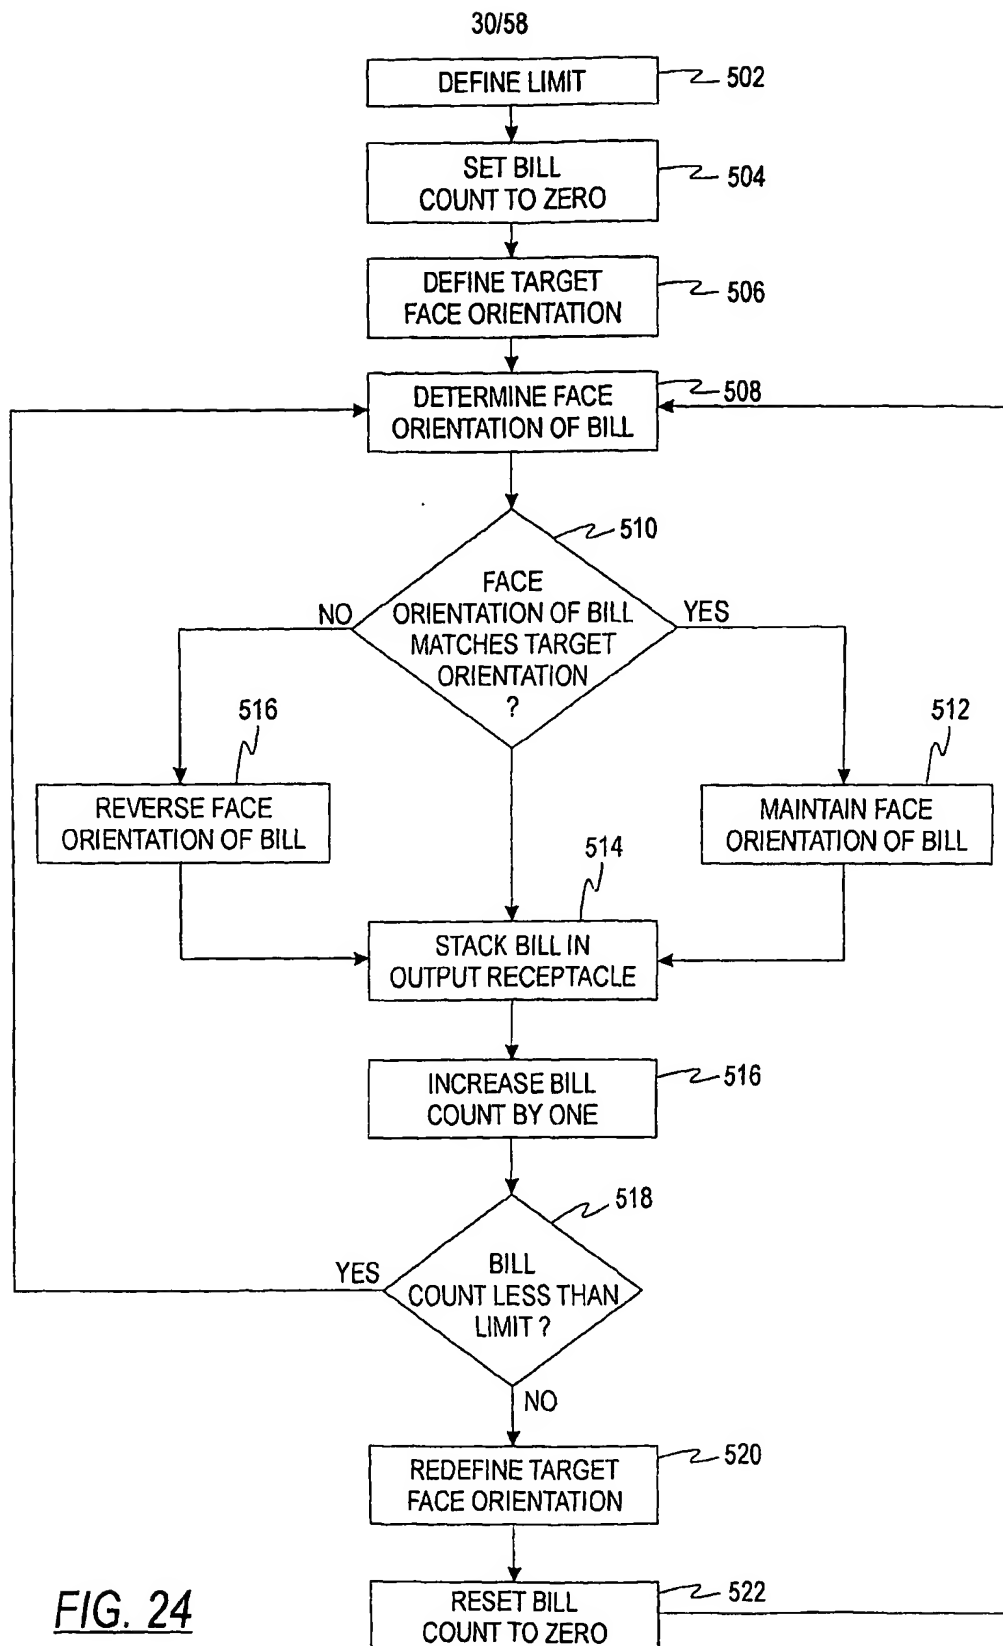 30/58
DEFINE LIMIT
502
SET BILL
COUNT TO ZERO
504
DEFINE TARGET
FACE ORIENTATION
506
DETERMINE FACE
ORIENTATION OF BILL
508
510
FACE
ORIENTATION OF BILL
MATCHES TARGET
ORIENTATION
?
NO
YES
516
REVERSE FACE
ORIENTATION OF BILL
512
MAINTAIN FACE
ORIENTATION OF BILL
514
STACK BILL IN
OUTPUT RECEPTACLE
INCREASE BILL
COUNT BY ONE
516
518
BILL
COUNT LESS THAN
LIMIT ?
YES
NO
REDEFINE TARGET
FACE ORIENTATION
520
RESET BILL
COUNT TO ZERO
522
FIG. 24